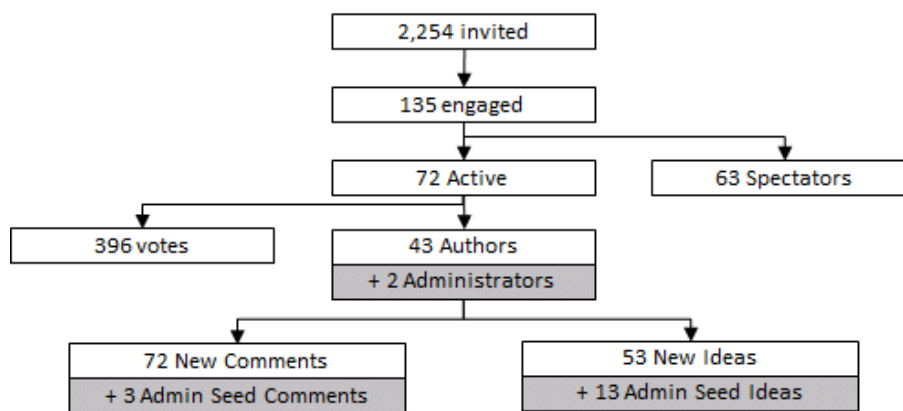 2,254 invited
135 engaged
72 Active
63 Spectators
396 votes
43 Authors
+ 2 Administrators
72 New Comments
+ 3 Admin Seed Comments
53 New Ideas
+ 13 Admin Seed Ideas